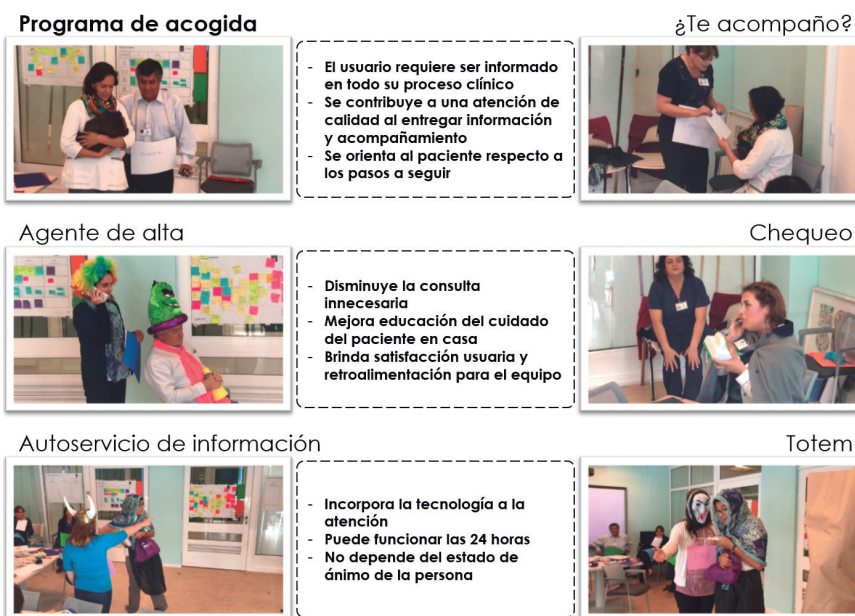 Programa de acogida
¿Te acompaño?
- El usuario requiere ser informado
en todo su proceso clínico
- Se contribuye a una atención de
calidad al entregar información
y acompañamiento
- Se orienta al paciente respecto a
los pasos a seguir
Agente de alta
Chequeo
- Disminuye la consulta
innecesaria
- Mejora educación del cuidado
del paciente en casa
- Brinda satisfacción usuaria y
retroalimentación para el equipo
Autoservicio de información
Totem
- Incorpora la tecnología a la
atención
- Puede funcionar las 24 horas
- No depende del estado de
ánimo de la persona